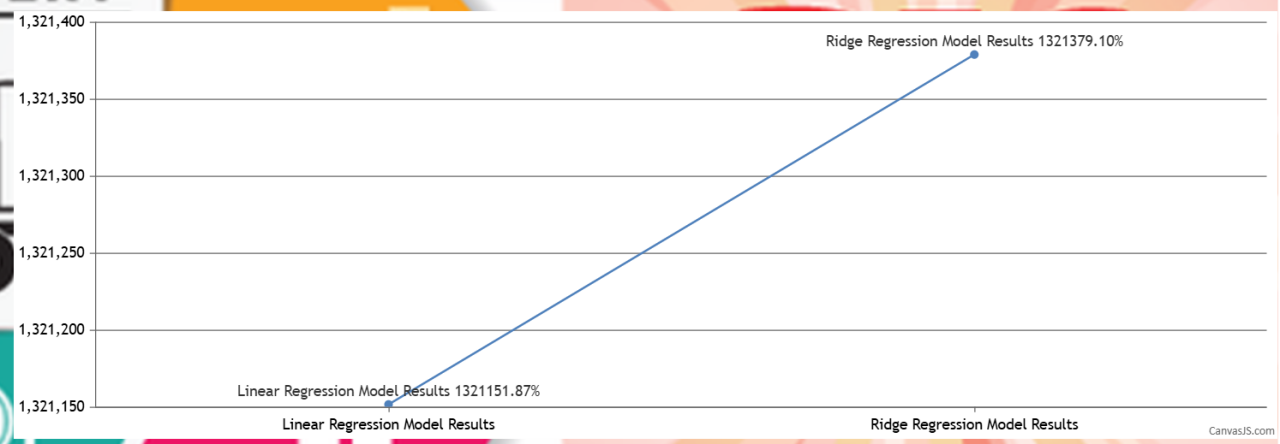 1,321,400
Ridge Regression Model Results 1321379.10%
1,321,350
1,321,300
1,321,250
1,321,200
Linear Regression Model Results 1321151.87%
1,321,150
Linear Regression Model Results
Ridge Regression Model Results
CanvasJS.com